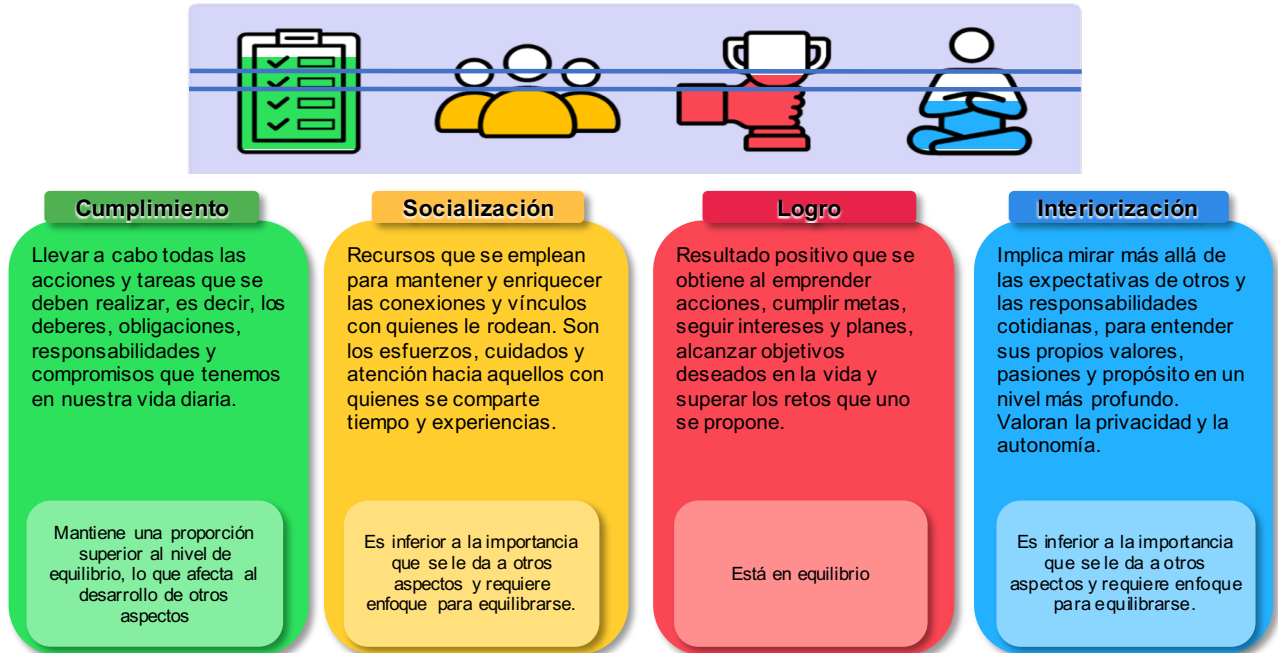 Cumplimiento
Llevar a cabo todas las
acciones y tareas que se
deben realizar, es decir, los
deberes, obligaciones,
responsabilidades y
compromisos que tenemos
en nuestra vida diaria.
Mantiene una proporción
superior al nivel de
equilibrio, lo que afecta al
desarrollo de otros
aspectos
Socialización
Recursos que se emplean
para mantener y enriquecer
las conexiones y vínculos
con quienes le rodean. Son
los esfuerzos, cuidados y
atención hacia aquellos con
quienes se comparte
tiempo y experiencias.
Es inferior a la importancia
que se le da a otros
aspectos y requiere
enfoque para equilibrarse.
Logro
Resultado positivo que se
obtiene al emprender
acciones, cumplir metas,
seguir intereses y planes,
alcanzar objetivos
deseados en la vida y
superar los retos que uno
se propone.
Está en equilibrio
Interiorización
Implica mirar más allá de
las expectativas de otros y
las responsabilidades
cotidianas, para entender
sus propios valores,
pasiones y propósito en un
nivel más profundo.
Valoran la privacidad y la
autonomía.
Es inferior a la importancia
que se le da a otros
aspectos y requiere enfoque
para equilibrarse.